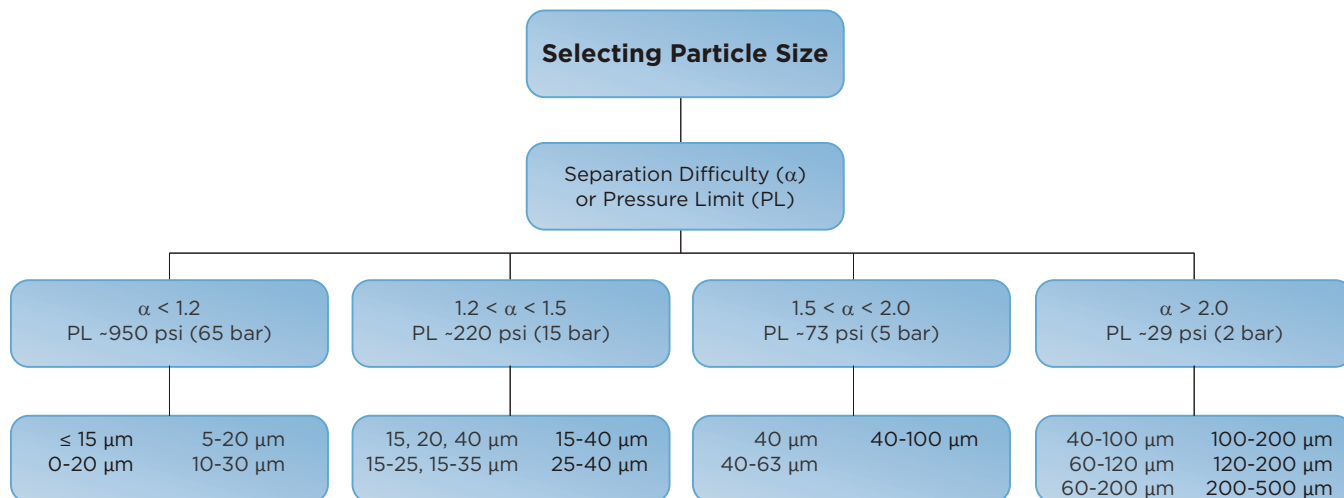 Selecting Particle Size
Separation Difficulty (α)
or Pressure Limit (PL)
α < 1.2
PL ~950 psi (65 bar)
1.2 < α < 1.5
PL ~220 psi (15 bar)
1.5 < α < 2.0
PL ~73 psi (5 bar)
α > 2.0
PL ~29 psi (2 bar)
≤ 15 µm 5-20 µm
0-20 µm 10-30 µm
15, 20, 40 µm 15-40 µm
15-25, 15-35 µm 25-40 µm
40 µm 40-100 µm
40-63 µm
40-100 µm 100-200 µm
60-120 µm 120-200 µm
60-200 µm 200-500 µm